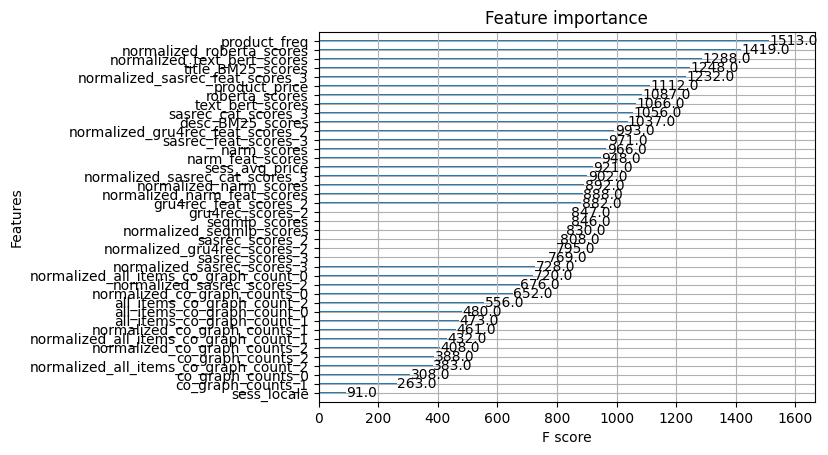 Feature importance
Features
product_freq 1513.0
normalized_roberta_scores 1419.0
normalized_text_bert_scores 1288.0
title_BM25_scores 1248.0
normalized_sasrec_feat_scores_3 1232.0
product_price 1112.0
roberta_scores 1087.0
text_bert_scores 1066.0
sasrec_cat_scores_3 1056.0
desc_BM25_scores 1037.0
normalized_gru4rec_feat_scores_2 993.0
sasrec_feat_scores_3 971.0
narm_scores 966.0
narm_feat_scores 948.0
sess_avg_price 921.0
normalized_sasrec_cat_scores_3 902.0
normalized_narm_scores 892.0
normalized_narm_feat_scores 888.0
gru4rec_feat_scores_2 882.0
gru4rec_scores_2 847.0
seqmlp_scores 846.0
normalized_seqmlp_scores 830.0
sasrec_scores_2 808.0
normalized_gru4rec_scores_2 795.0
sasrec_scores_3 769.0
normalized_sasrec_scores_3 728.0
normalized_all_items_co_graph_count_0 720.0
normalized_sasrec_scores_2 676.0
normalized_co_graph_counts_0 652.0
all_items_co_graph_count_2 556.0
all_items_co_graph_count_0 480.0
all_items_co_graph_count_1 473.0
normalized_co_graph_counts_1 461.0
normalized_all_items_co_graph_count_1 432.0
normalized_co_graph_counts_2 408.0
co_graph_counts_2 388.0
normalized_all_items_co_graph_count_2 383.0
co_graph_counts_0 308.0
co_graph_counts_1 263.0
sess_locale 91.0
0 200 400 600 800 1000 1200 1400 1600
F score